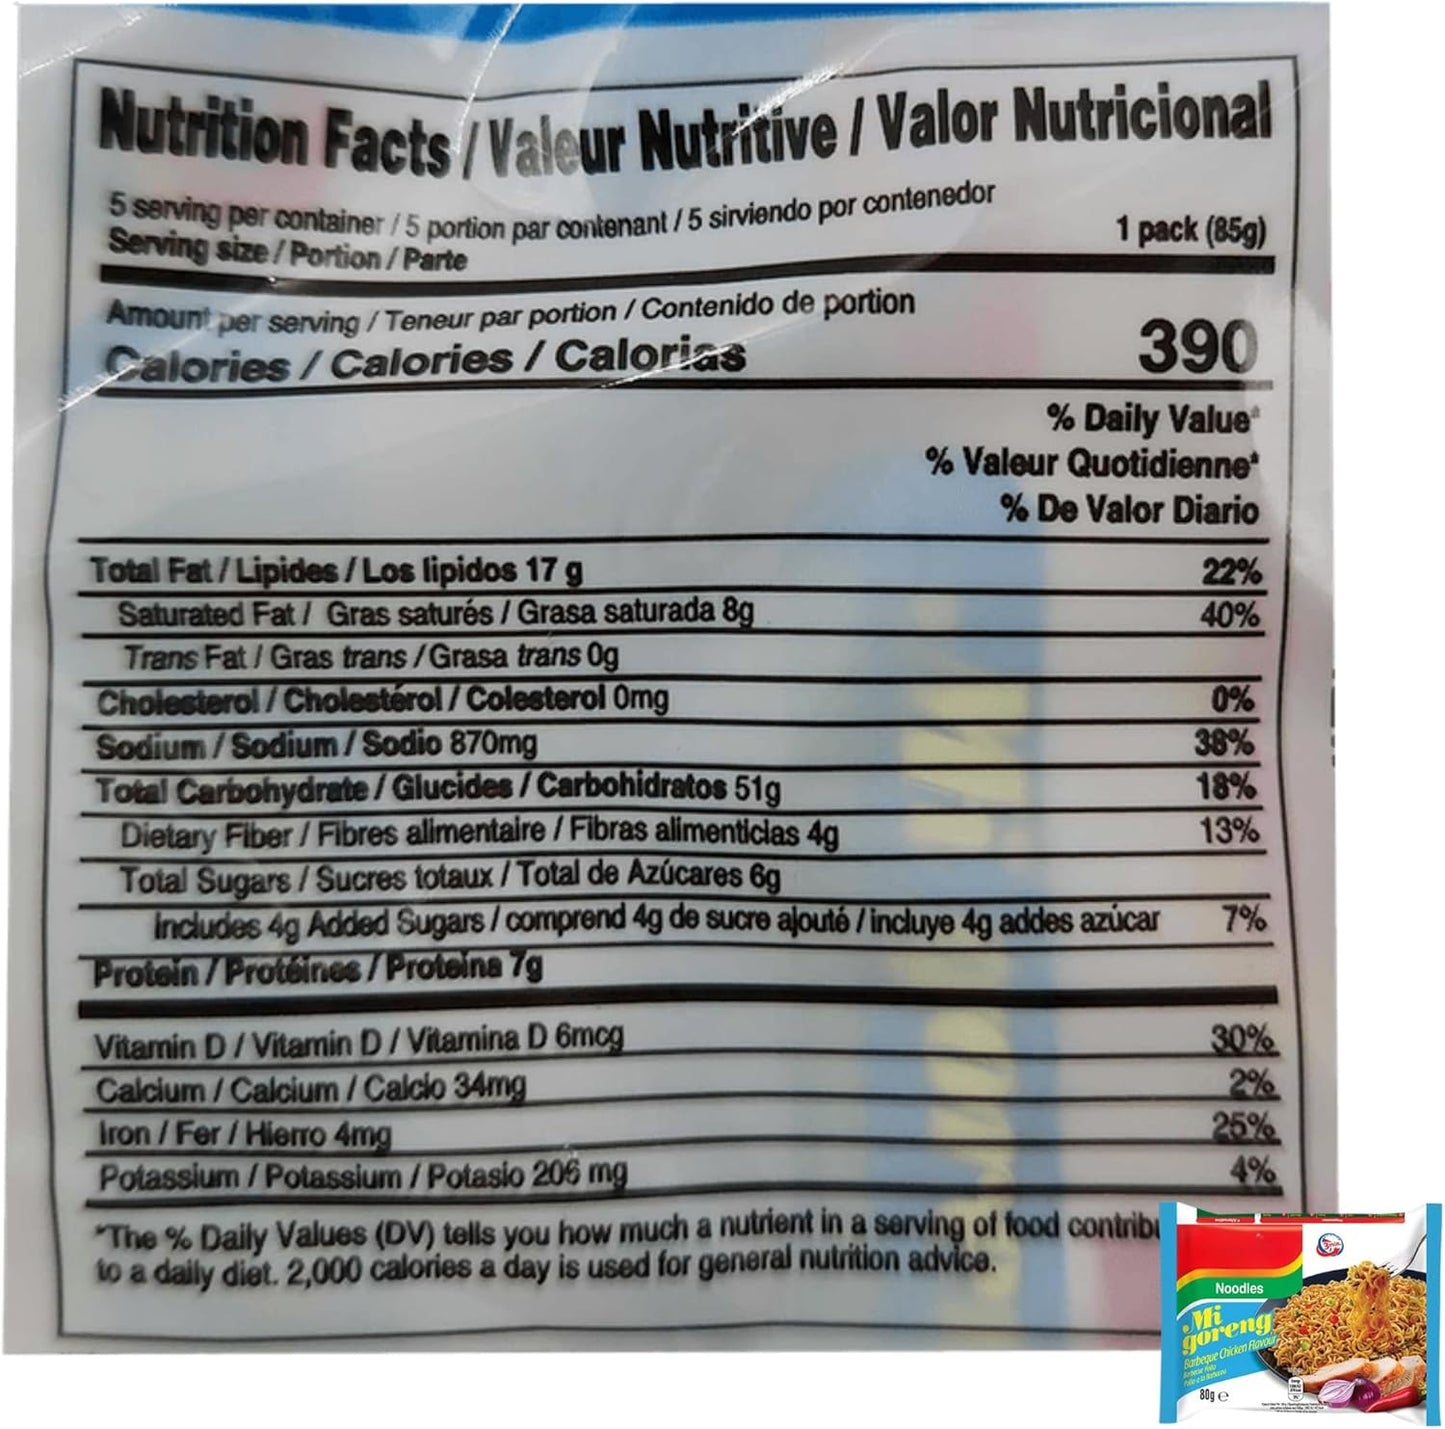 Nutrition Facts / Valeur Nutritive / Valor Nutricional
5 serving per container / 5 portion par contenant / 5 sirviendo por contenedor
Serving size / Portion / Parte 1 pack (85g)
Amount per serving / Teneur par portion / Contenido de portion
Calories / Calories / Calorias 390
% Daily Value*
% Valeur Quotidienne*
% De Valor Diario
Total Fat / Lipides / Los lipidos 17 g 22%
Saturated Fat / Gras saturés / Grasa saturada 8g 40%
Trans Fat / Gras trans / Grasa trans 0g
Cholesterol / Cholestérol / Colesterol 0mg 0%
Sodium / Sodium / Sodio 870mg 38%
Total Carbohydrate / Glucides / Carbohidratos 51g 18%
Dietary Fiber / Fibres alimentaire / Fibras alimenticias 4g 13%
Total Sugars / Sucres totaux / Total de Azúcares 6g
Includes 4g Added Sugars / comprend 4g de sucre ajouté / incluye 4g addes azúcar 7%
Protein / Protéines / Proteina 7g
Vitamin D / Vitamin D / Vitamina D 6mcg 30%
Calcium / Calcium / Calcio 34mg 2%
Iron / Fer / Hierro 4mg 25%
Potassium / Potassium / Potasio 206 mg 4%
*The % Daily Values (DV) tells you how much a nutrient in a serving of food contribu
to a daily diet. 2,000 calories a day is used for general nutrition advice.
Noodles
Mi
goreng
Barbeque Chicken Flavour
80g e